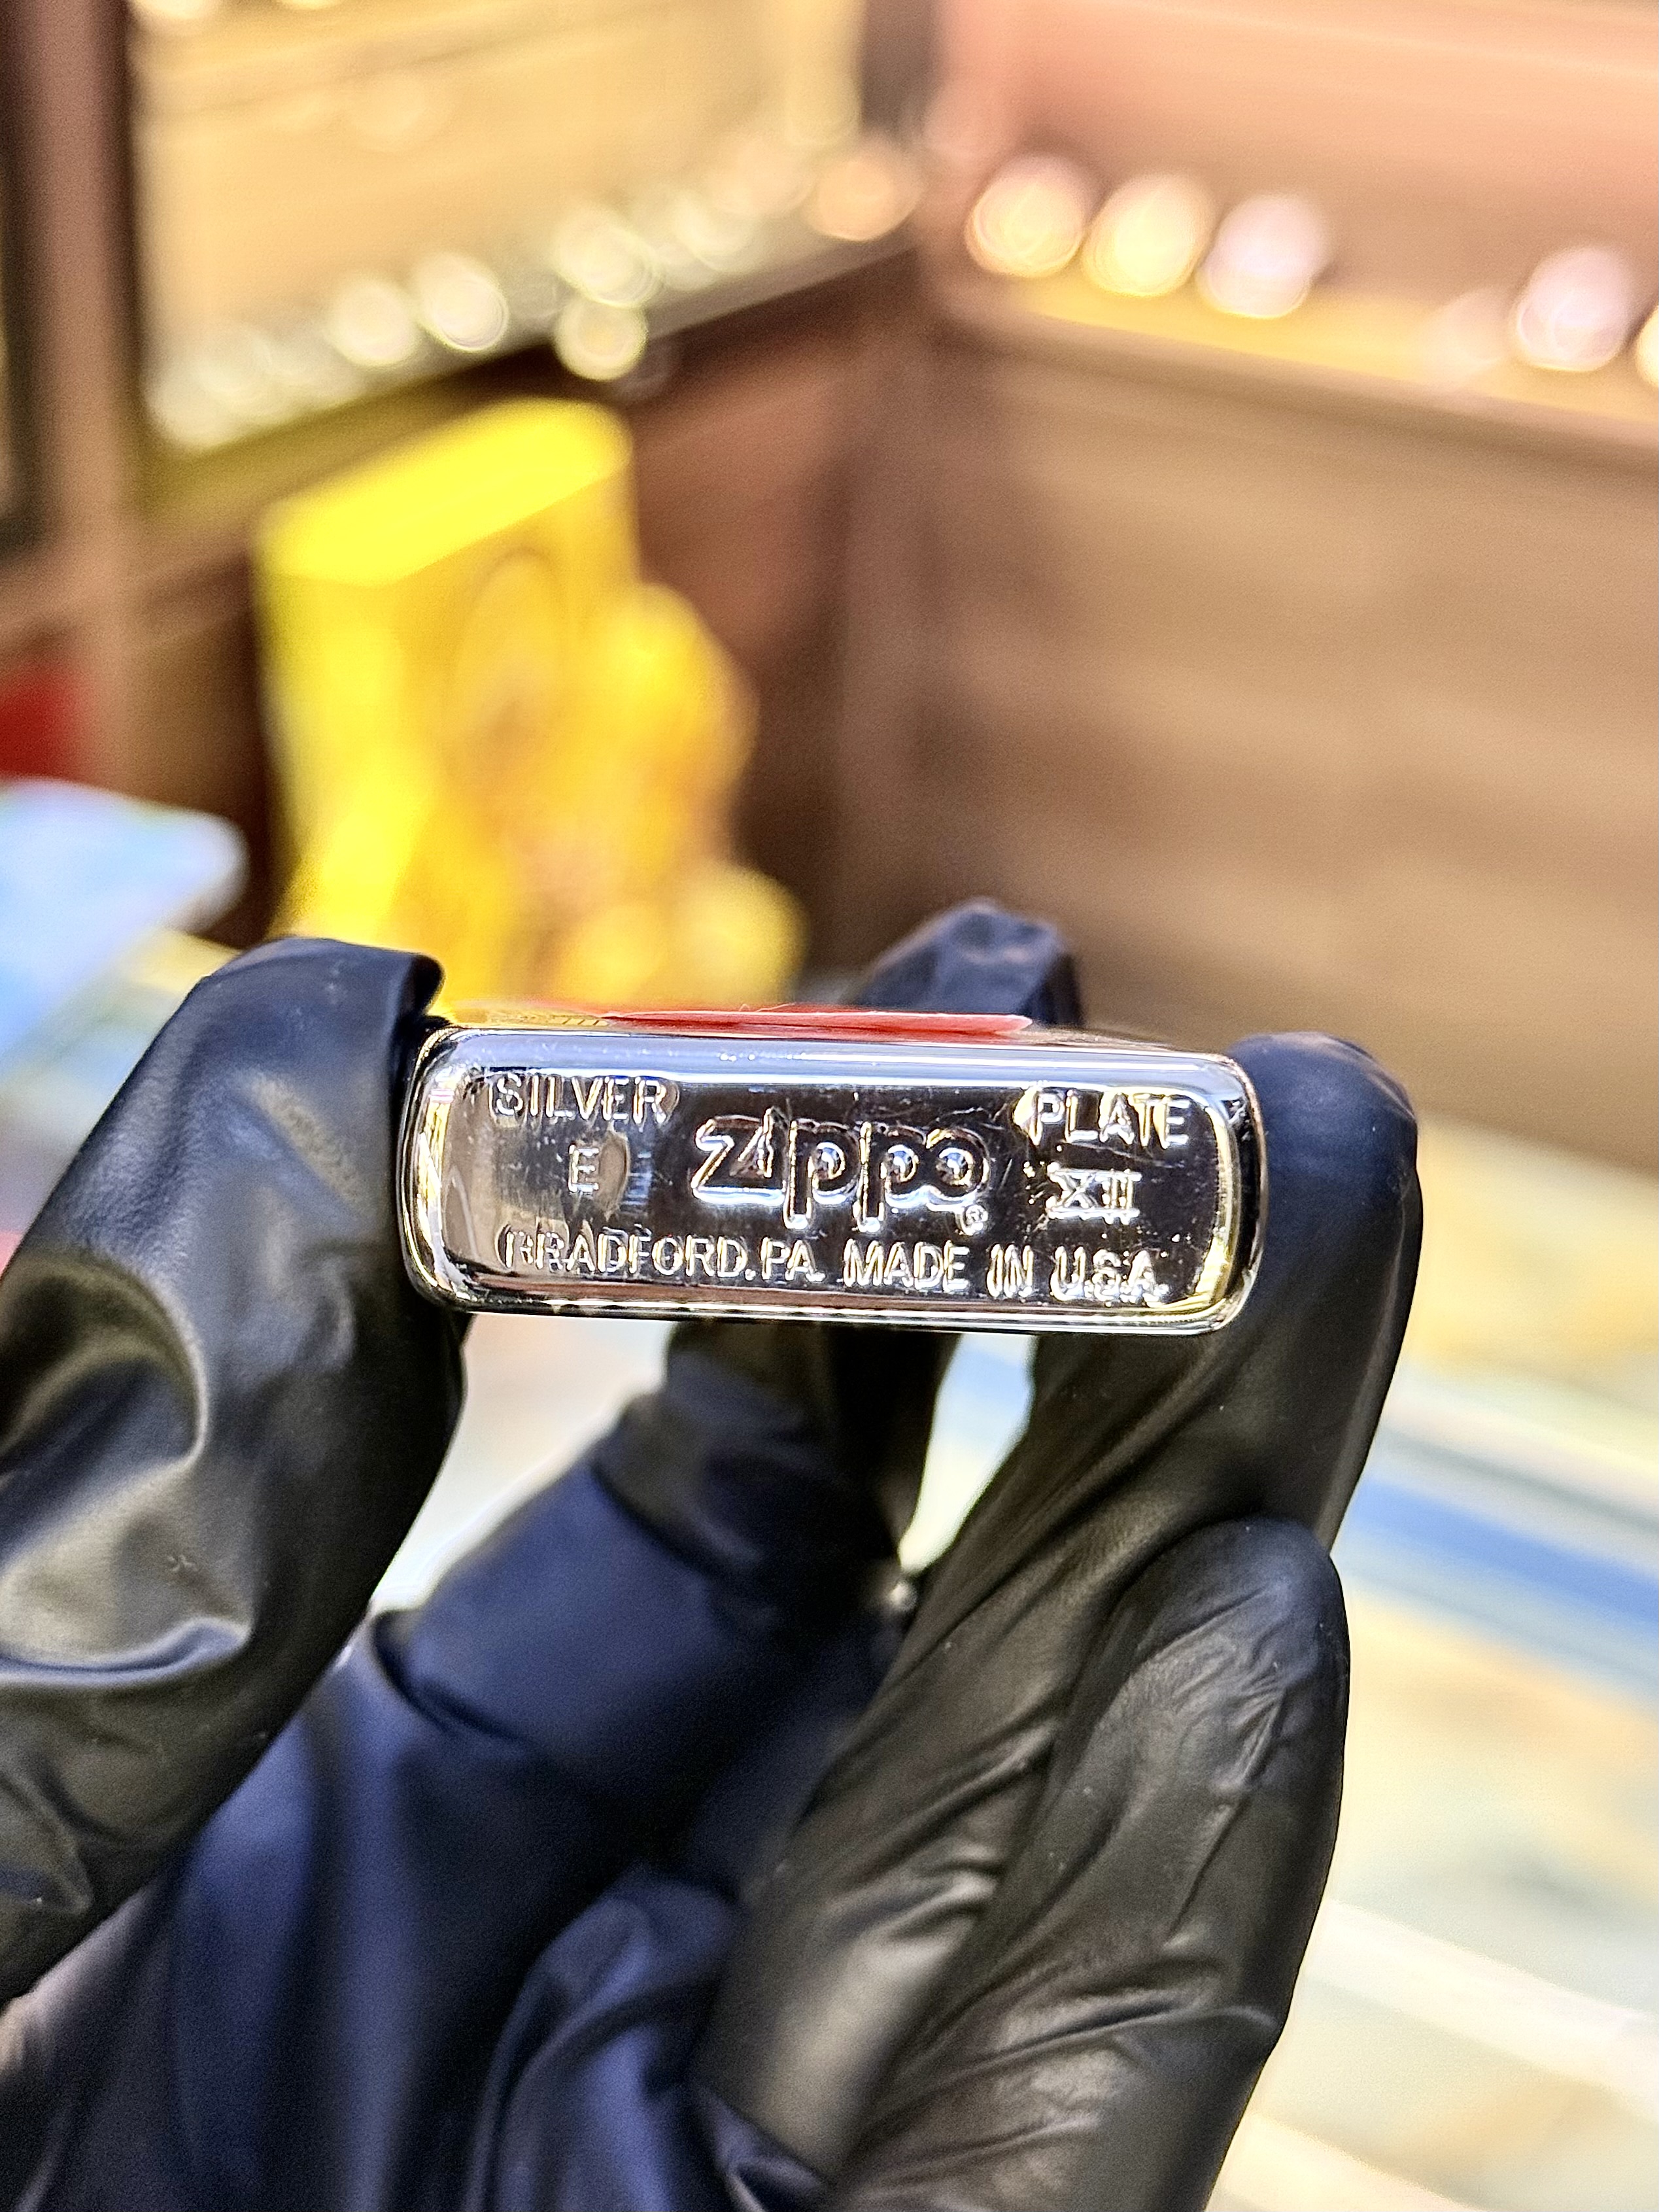 SILVER zippo® PLATE
E XII
BRADFORD.PA. MADE IN U.S.A.